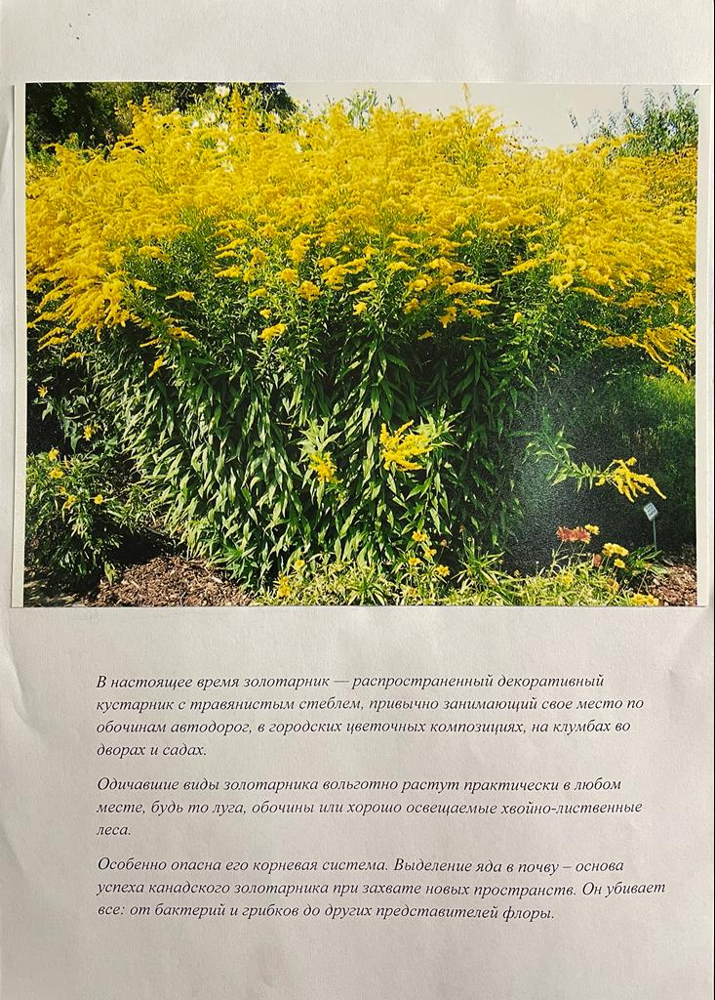 В настоящее время золотарник — распространенный декоративный
кустарник с травянистым стеблем, привычно занимающий свое место по
обочинам автодорог, в городских цветочных композициях, на клумбах во
дворах и садах.
Одичавшие виды золотарника вольготно растут практически в любом
месте, будь то луга, обочины или хорошо освещаемые хвойно-лиственные
леса.
Особенно опасна его корневая система. Выделение яда в почву – основа
успеха канадского золотарника при захвате новых пространств. Он убивает
все: от бактерий и грибков до других представителей флоры.